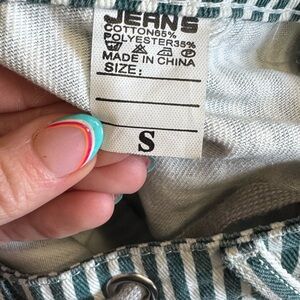 JEANS
COTTON65%
POLYESTER35%
MADE IN CHINA
SIZE:
S